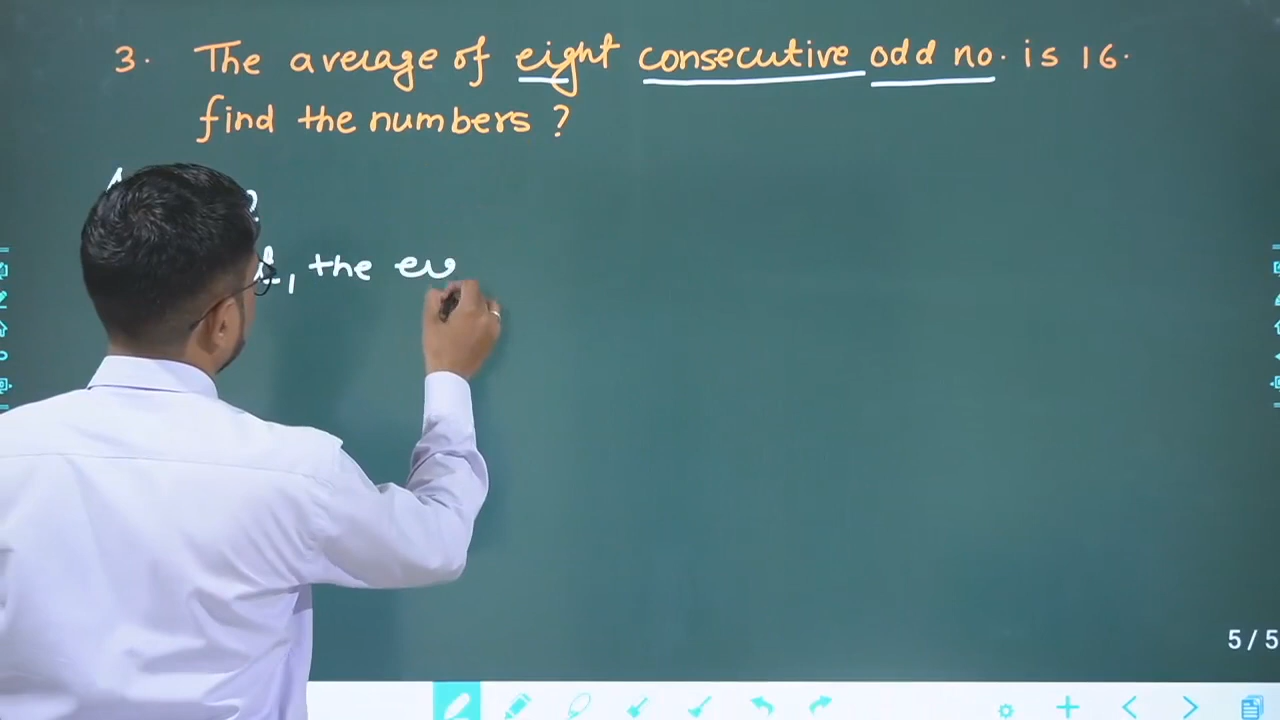 3. The average of eight consecutive odd no. is 16.
find the numbers ?
the ev
5/5